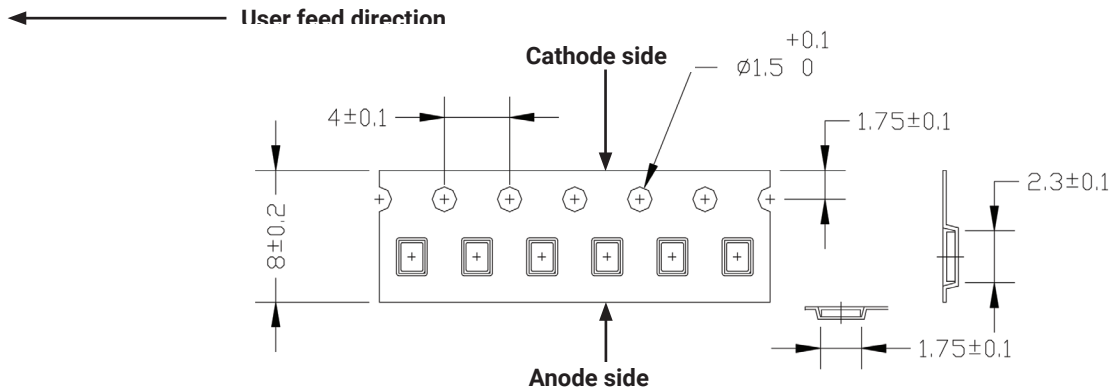 User feed direction
+0.1
Cathode side
⌀1.5 0
4±0.1
1.75±0.1
2.3±0.1
8±0.2
1.75±0.1
Anode side